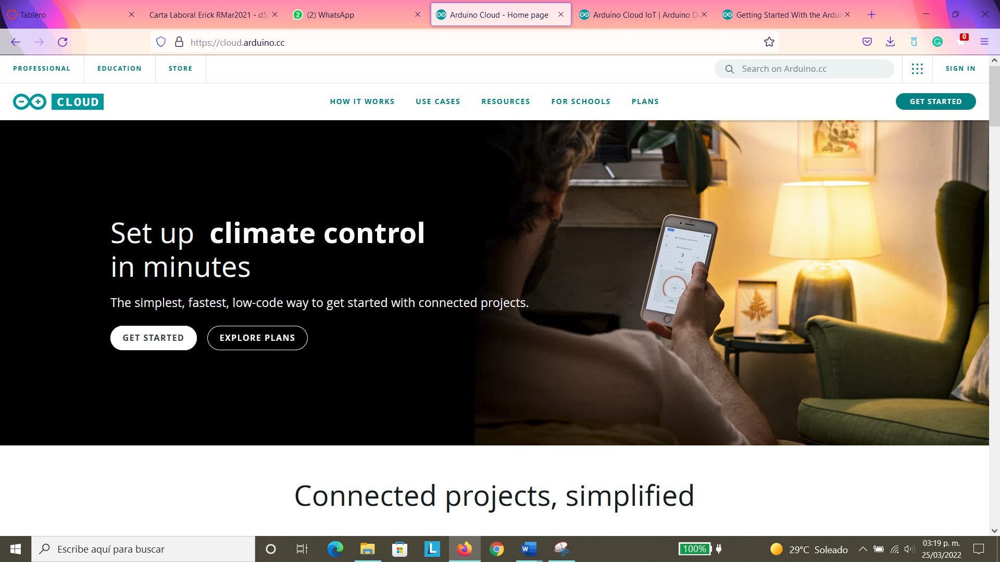 Tablero
Carta Laboral Erick RMar2021 - d57
(2) WhatsApp
Arduino Cloud - Home page
Arduino Cloud IoT | Arduino Do
Getting Started With the Ardui
https://cloud.arduino.cc
0
PROFESSIONAL
EDUCATION
STORE
Search on Arduino.cc
SIGN IN
CLOUD
HOW IT WORKS
USE CASES
RESOURCES
FOR SCHOOLS
PLANS
GET STARTED
Set up climate control
in minutes
The simplest, fastest, low-code way to get started with connected projects.
GET STARTED
EXPLORE PLANS
3
ON
Connected projects, simplified
Escribe aquí para buscar
100%
29°C Soleado
03:19 p. m.
25/03/2022